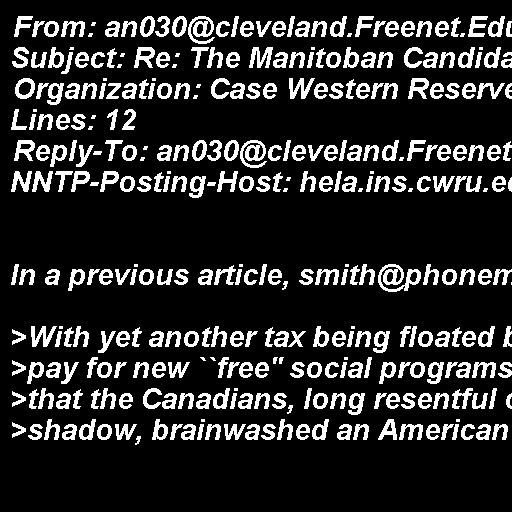 From: an030@cleveland.Freenet.Edu
Subject: Re: The Manitoban Candida
Organization: Case Western Reserve
Lines: 12
Reply-To: an030@cleveland.Freenet
NNTP-Posting-Host: hela.ins.cwru.ed
In a previous article, smith@phonem
>With yet another tax being floated b
>pay for new ``free'' social programs
>that the Canadians, long resentful o
>shadow, brainwashed an American